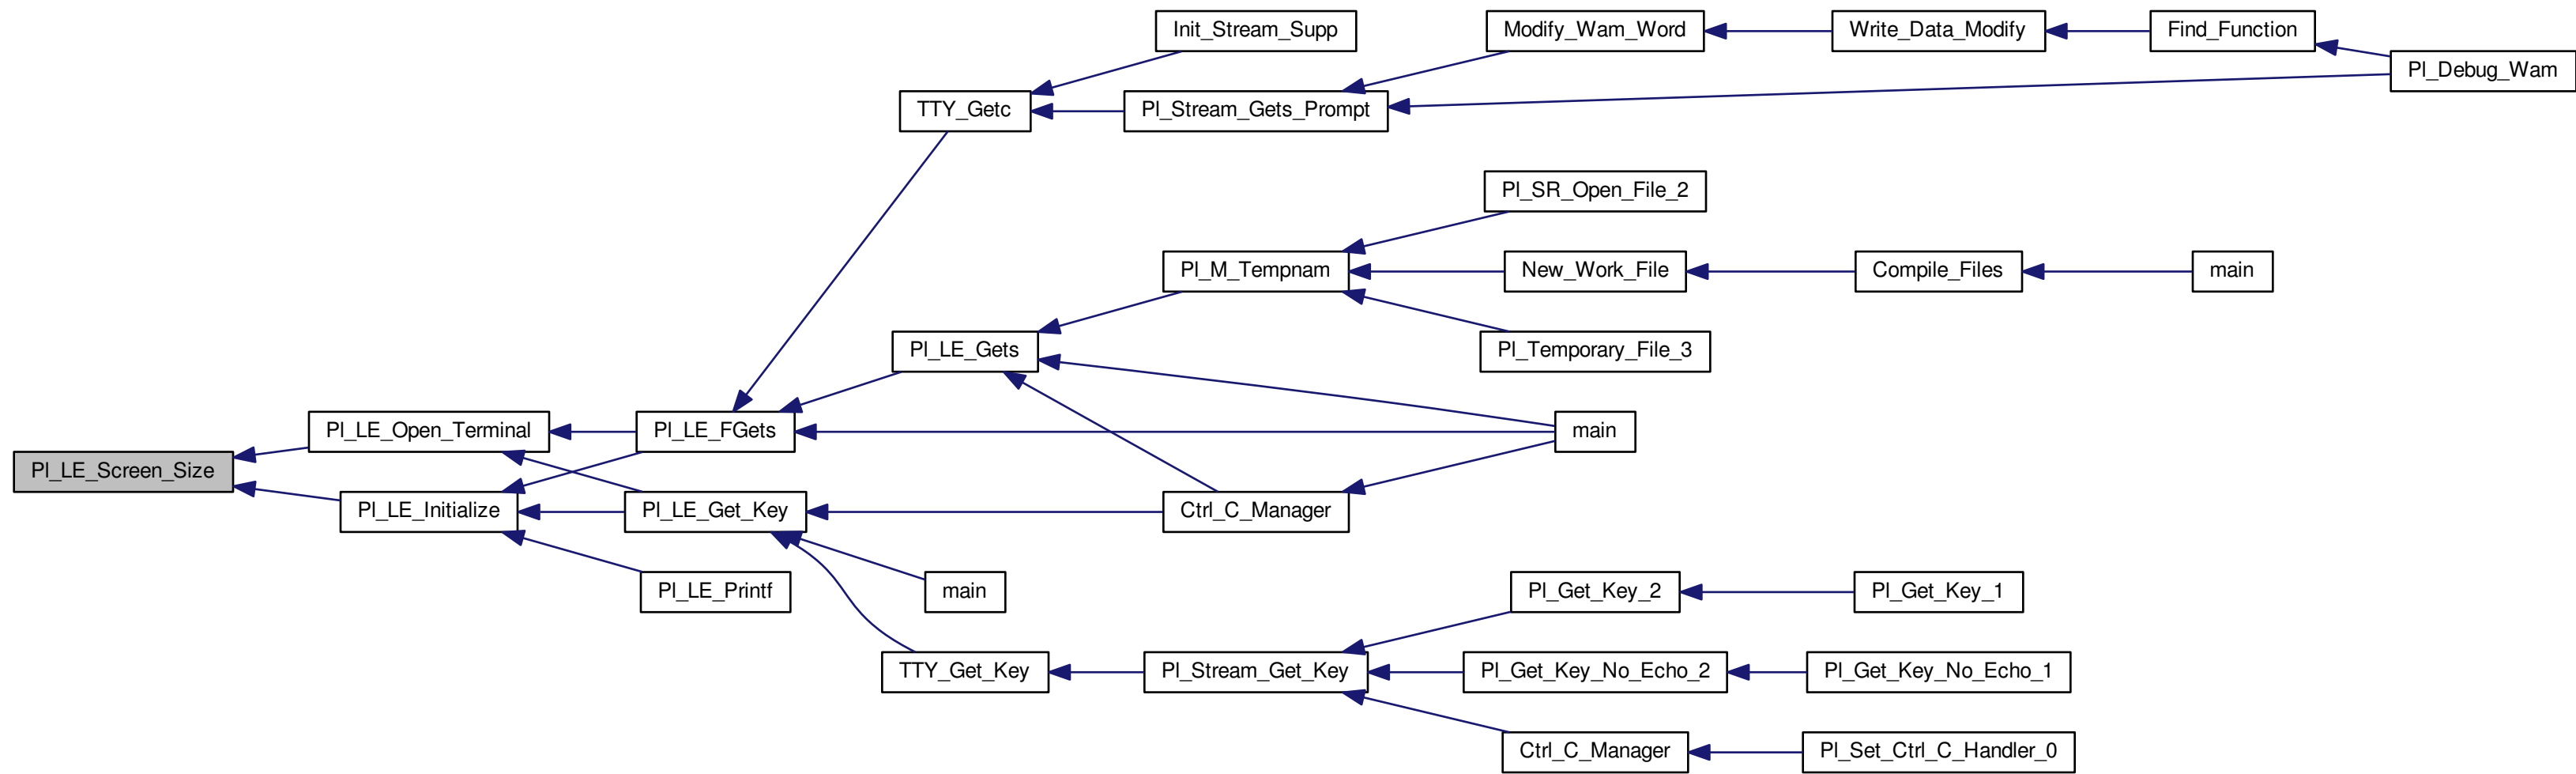 Init_Stream_Supp
Modify_Wam_Word
Write_Data_Modify
Find_Function
Pl_Debug_Wam
TTY_Getc
Pl_Stream_Gets_Prompt
Pl_SR_Open_File_2
Pl_M_Tempnam
New_Work_File
Compile_Files
main
Pl_LE_Gets
Pl_Temporary_File_3
Pl_LE_Open_Terminal
Pl_LE_FGets
main
Pl_LE_Screen_Size
Pl_LE_Initialize
Pl_LE_Get_Key
Ctrl_C_Manager
Pl_LE_Printf
main
Pl_Get_Key_2
Pl_Get_Key_1
TTY_Get_Key
Pl_Stream_Get_Key
Pl_Get_Key_No_Echo_2
Pl_Get_Key_No_Echo_1
Ctrl_C_Manager
Pl_Set_Ctrl_C_Handler_0